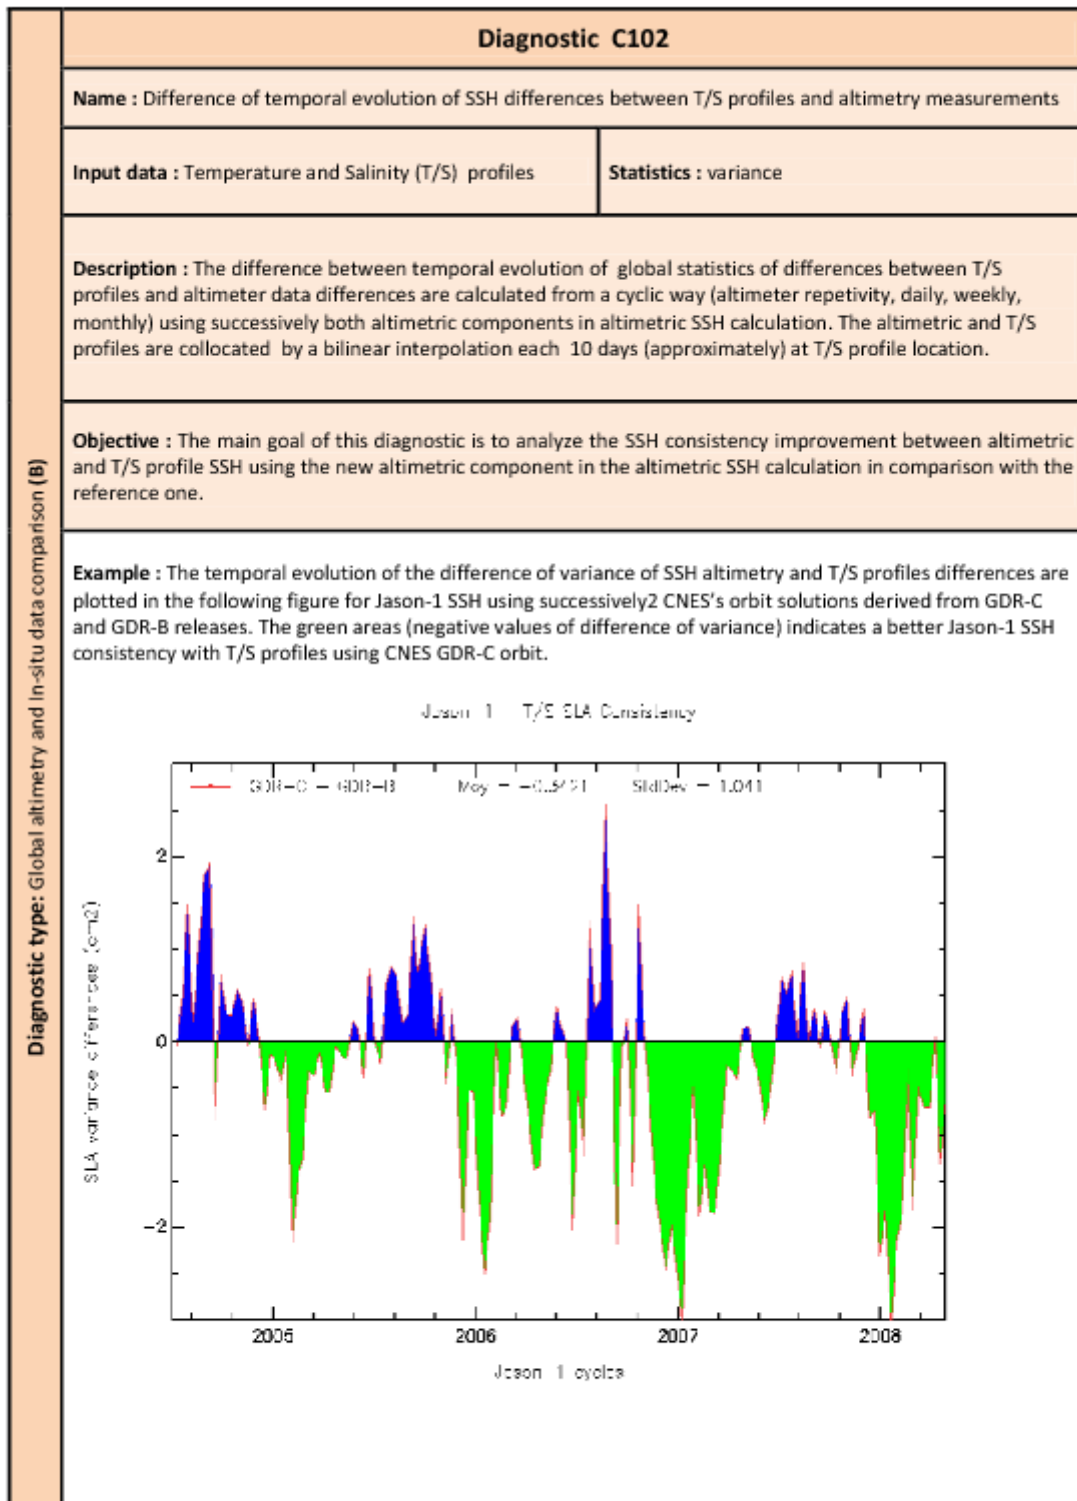 Diagnostic C102
Name : Difference of temporal evolution of SSH differences between T/S profiles and altimetry measurements
Input data : Temperature and Salinity (T/S) profiles
Statistics : variance
Description : The difference between temporal evolution of global statistics of differences between T/S
profiles and altimeter data differences are calculated from a cyclic way (altimeter repetivity, daily, weekly,
monthly) using successively both altimetric components in altimetric SSH calculation. The altimetric and T/S
profiles are collocated by a bilinear interpolation each 10 days (approximately) at T/S profile location.
Objective : The main goal of this diagnostic is to analyze the SSH consistency improvement between altimetric
and T/S profile SSH using the new altimetric component in the altimetric SSH calculation in comparison with the
reference one.
Diagnostic type: Global altimetry and In-situ data comparison (B)
Example : The temporal evolution of the difference of variance of SSH altimetry and T/S profiles differences are
plotted in the following figure for Jason-1 SSH using successively2 CNES's orbit solutions derived from GDR-C
and GDR-B releases. The green areas (negative values of difference of variance) indicates a better Jason-1 SSH
consistency with T/S profiles using CNES GDR-C orbit.
Jason 1 T/S SLA Consistency
GDR-C - GDR-B Moy = StdDev = 1.041
2
0
-2
SLA variance differences (cm2)
2005 2006 2007 2008
Jason 1 cycles